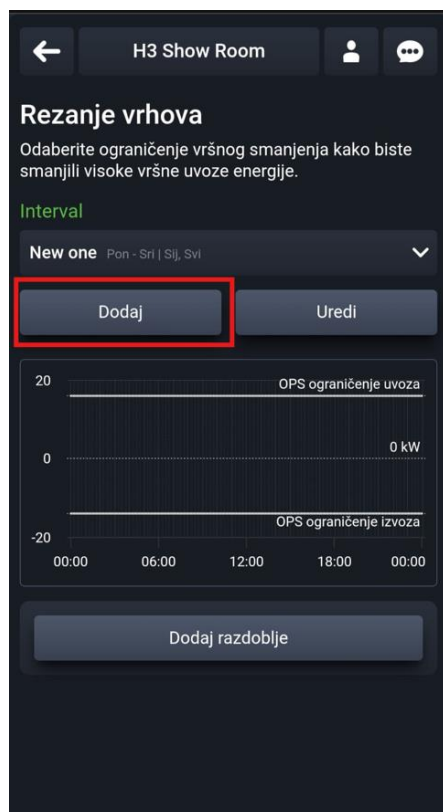 H3 Show Room
Rezanje vrhova
Odaberite ograničenje vršnog smanjenja kako biste
smanjili visoke vršne uvoze energije.
Interval
New one Pon - Sri | Sij, Svi
Dodaj Uredi
20
OPS ograničenje uvoza
0 kW
0
OPS ograničenje izvoza
-20
00:00 06:00 12:00 18:00 00:00
Dodaj razdoblje